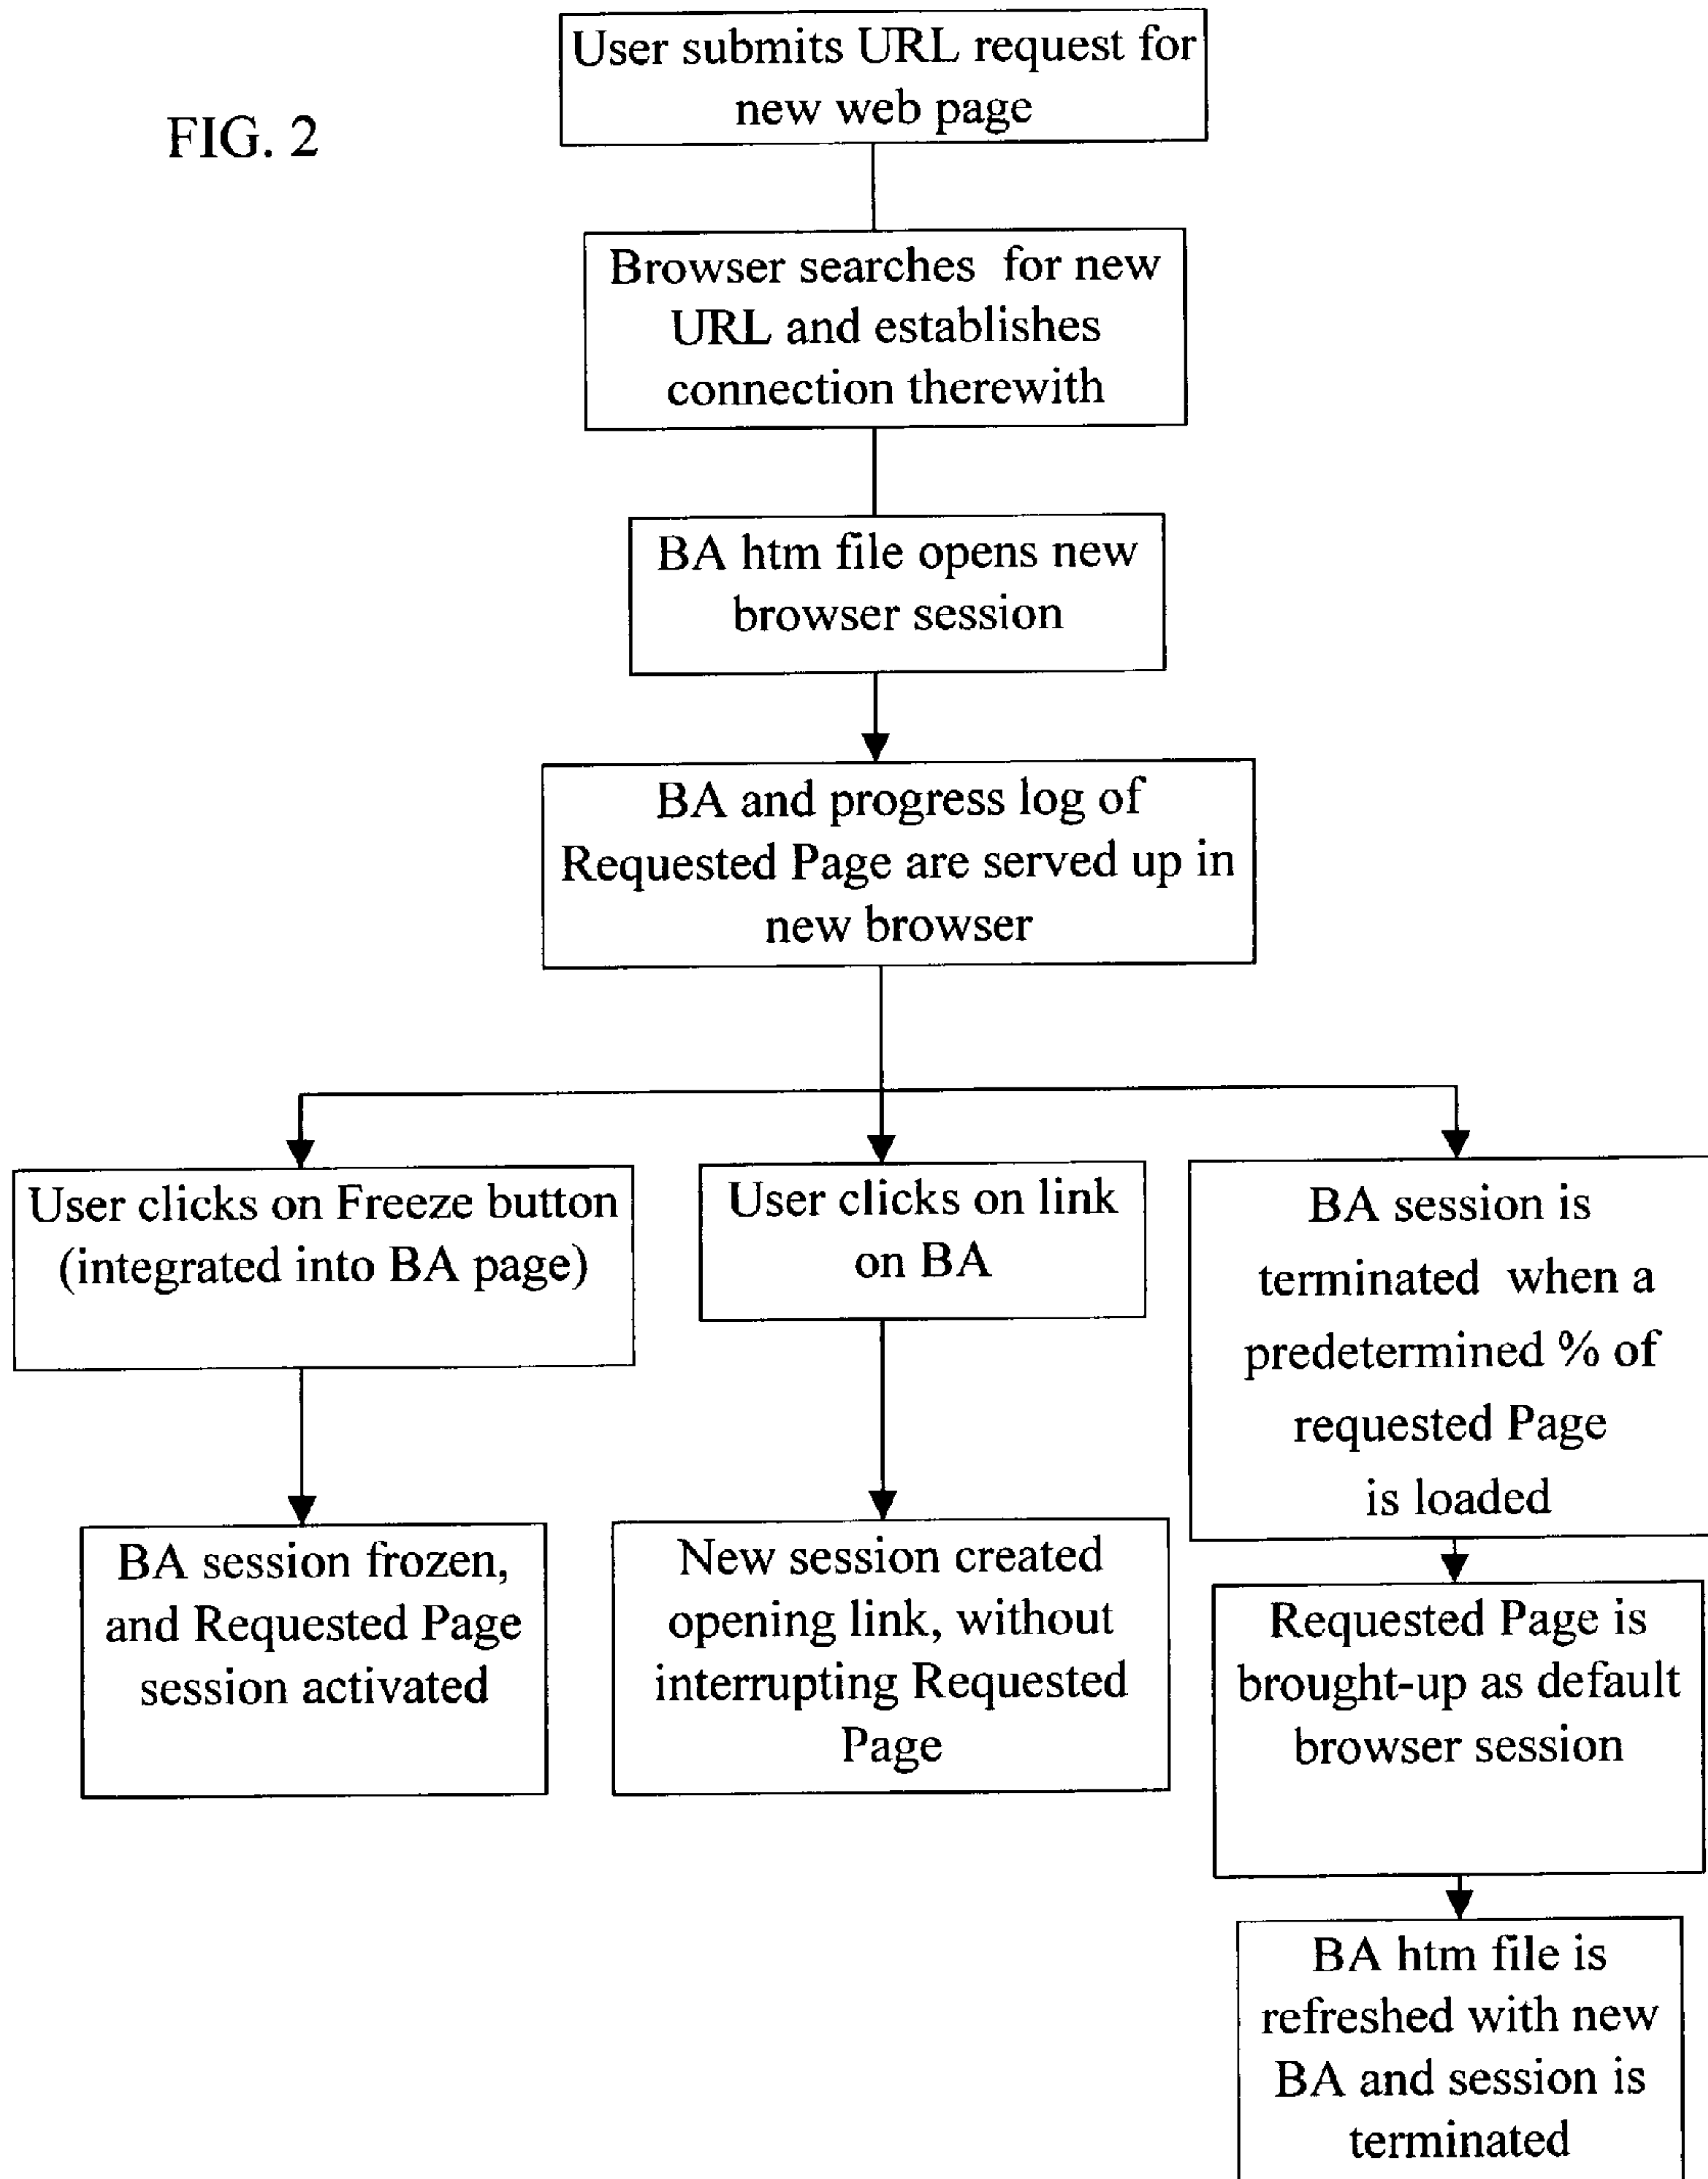 User submits URL request for
new web page
FIG. 2
Browser searches for new
URL and establishes
connection therewith
BA htm file opens new
browser session
BA and progress log of
Requested Page are served up in
new browser
User clicks on Freeze button
(integrated into BA page)
User clicks on link
on BA
BA session is
terminated when a
predetermined % of
requested Page
is loaded
BA session frozen,
and Requested Page
session activated
New session created
opening link, without
interrupting Requested
Page
Requested Page is
brought-up as default
browser session
BA htm file is
refreshed with new
BA and session is
terminated